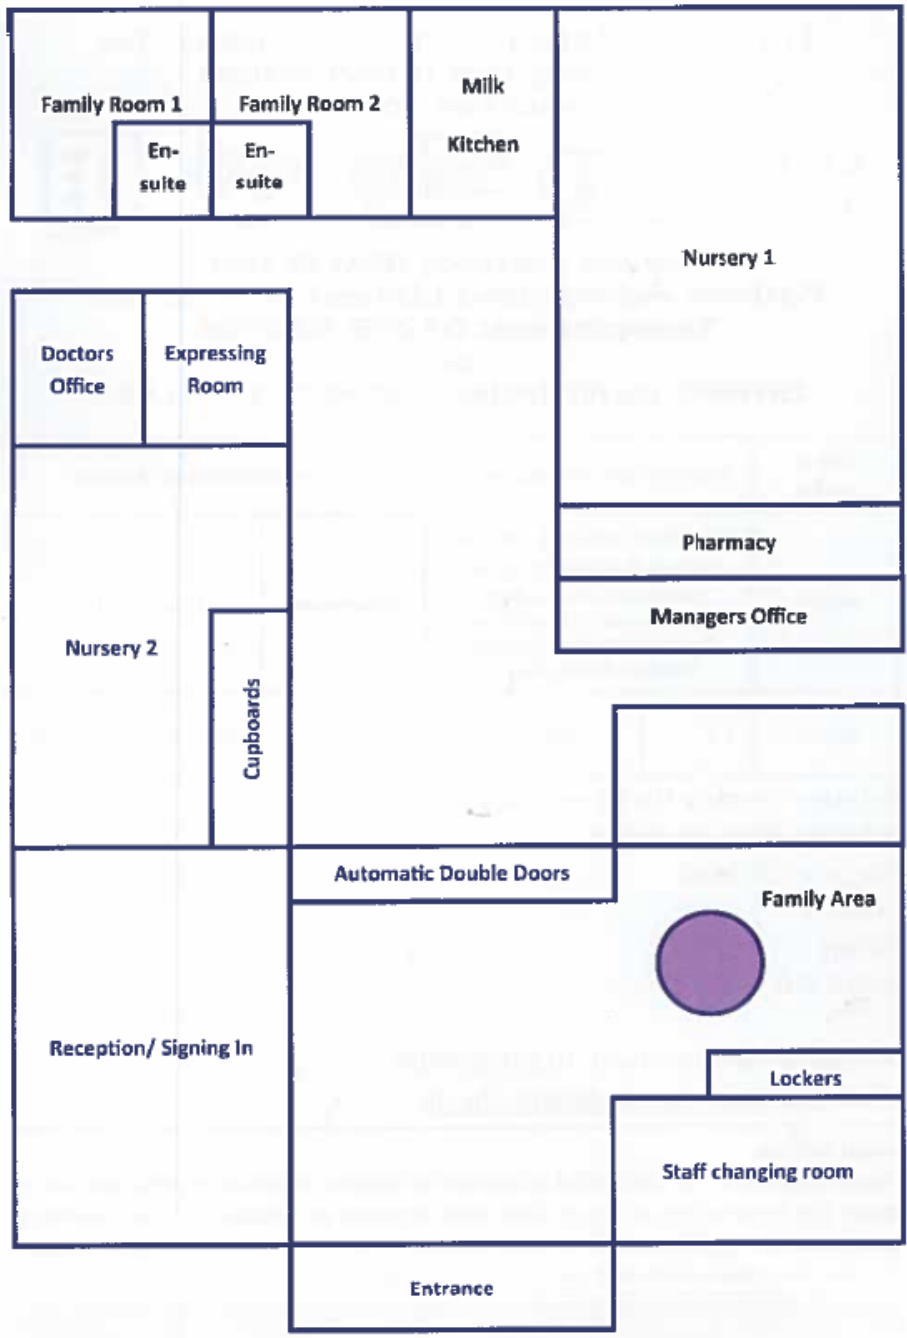 Family Room 1
Family Room 2
Milk
Kitchen
En-
suite
En-
suite
Nursery 1
Doctors
Office
Expressing
Room
Pharmacy
Managers Office
Nursery 2
Cupboards
Automatic Double Doors
Family Area
Reception/ Signing In
Lockers
Staff changing room
Entrance